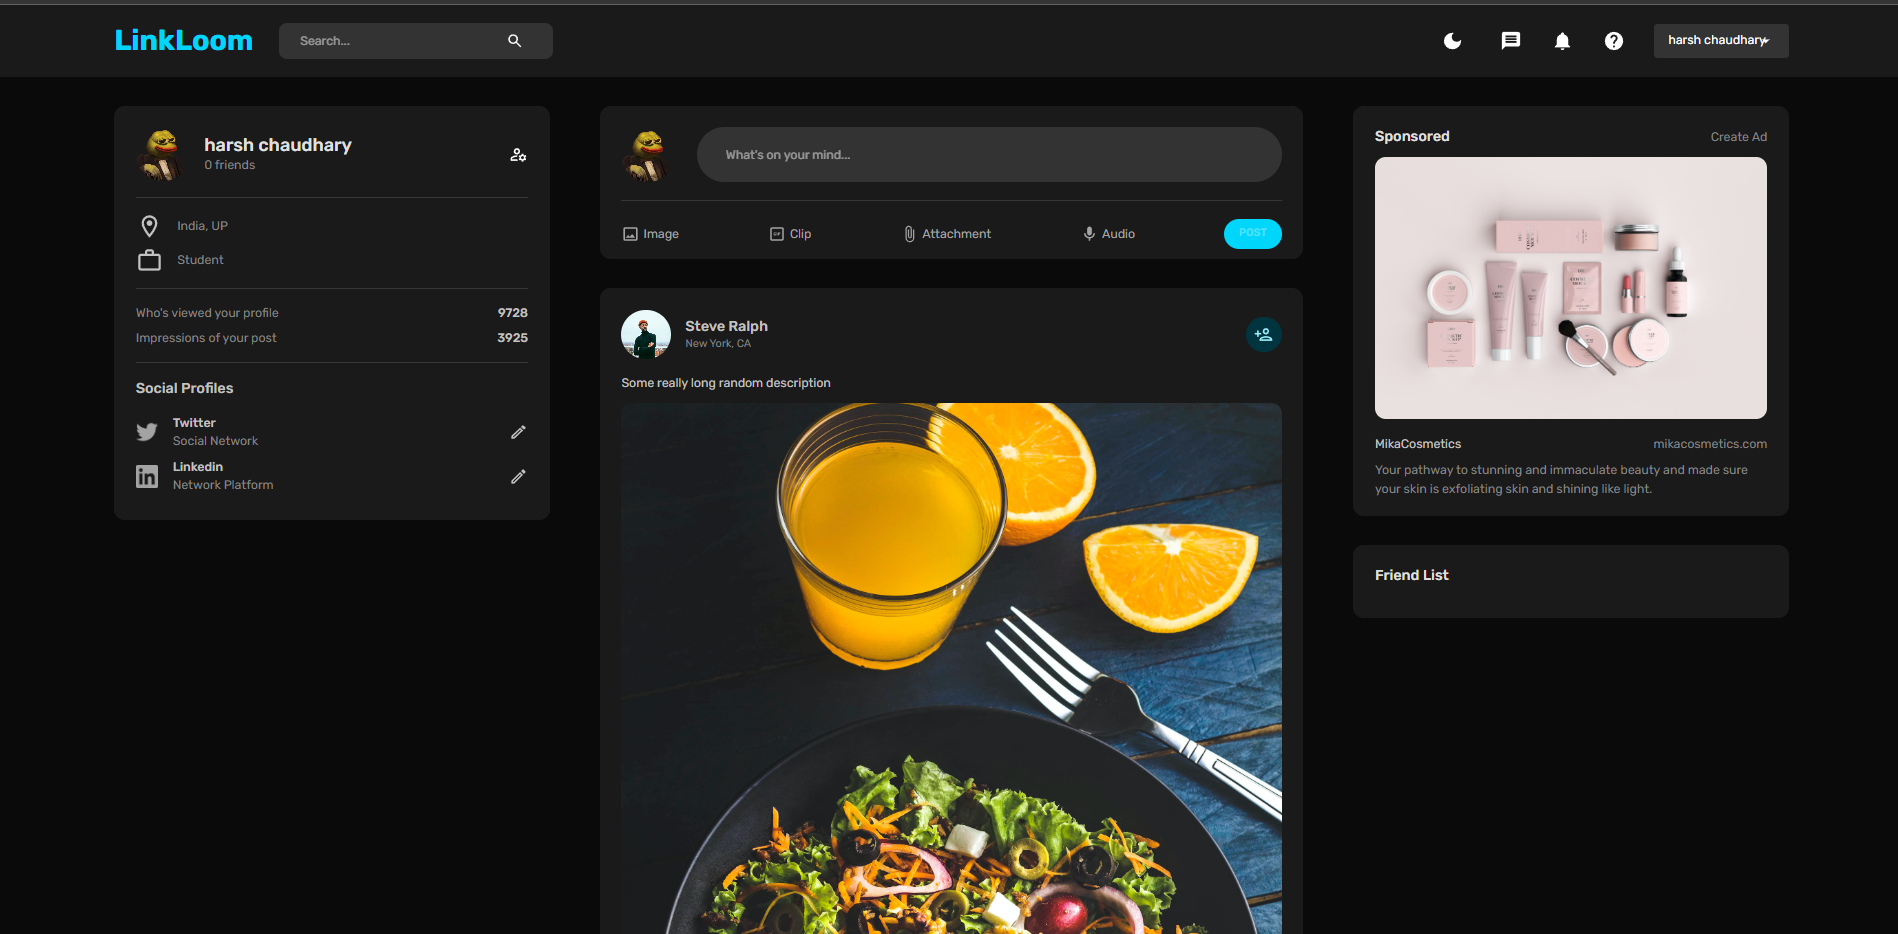 LinkLoom
Search...
harsh chaudhary
harsh chaudhary
0 friends
India, UP
Student
Who's viewed your profile 9728
Impressions of your post 3925
Social Profiles
Twitter
Social Network
Linkedin
Network Platform
What's on your mind...
Image Clip Attachment Audio POST
Steve Ralph
New York, CA
Some really long random description
Sponsored Create Ad
MikaCosmetics mikacosmetics.com
Your pathway to stunning and immaculate beauty and made sure
your skin is exfoliating skin and shining like light.
Friend List